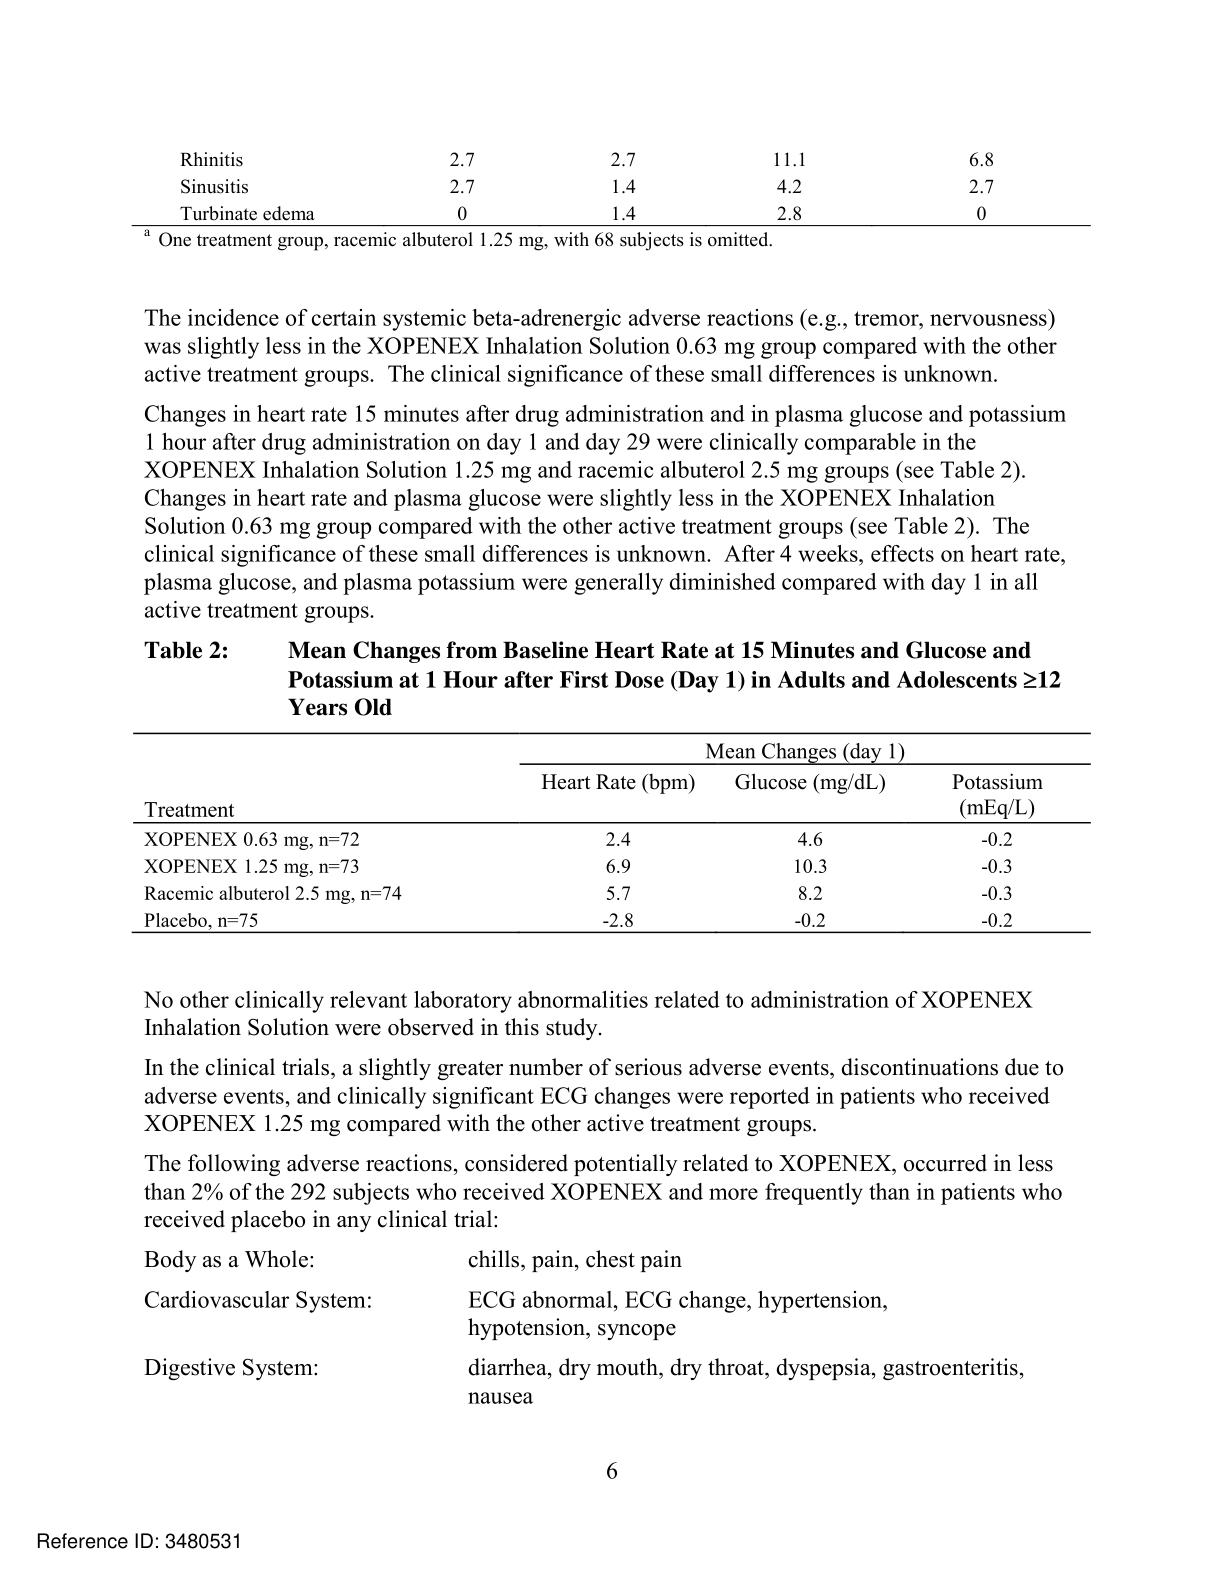 Rhinitis 2.7 2.7 11.1 6.8
Sinusitis 2.7 1.4 4.2 2.7
Turbinate edema 0 1.4 2.8 0
a One treatment group, racemic albuterol 1.25 mg, with 68 subjects is omitted.
The incidence of certain systemic beta-adrenergic adverse reactions (e.g., tremor, nervousness)
was slightly less in the XOPENEX Inhalation Solution 0.63 mg group compared with the other
active treatment groups. The clinical significance of these small differences is unknown.
Changes in heart rate 15 minutes after drug administration and in plasma glucose and potassium
1 hour after drug administration on day 1 and day 29 were clinically comparable in the
XOPENEX Inhalation Solution 1.25 mg and racemic albuterol 2.5 mg groups (see Table 2).
Changes in heart rate and plasma glucose were slightly less in the XOPENEX Inhalation
Solution 0.63 mg group compared with the other active treatment groups (see Table 2). The
clinical significance of these small differences is unknown. After 4 weeks, effects on heart rate,
plasma glucose, and plasma potassium were generally diminished compared with day 1 in all
active treatment groups.
Table 2: Mean Changes from Baseline Heart Rate at 15 Minutes and Glucose and
Potassium at 1 Hour after First Dose (Day 1) in Adults and Adolescents ≥12
Years Old
Mean Changes (day 1)
Heart Rate (bpm) Glucose (mg/dL) Potassium
Treatment (mEq/L)
XOPENEX 0.63 mg, n=72 2.4 4.6 -0.2
XOPENEX 1.25 mg, n=73 6.9 10.3 -0.3
Racemic albuterol 2.5 mg, n=74 5.7 8.2 -0.3
Placebo, n=75 -2.8 -0.2 -0.2
No other clinically relevant laboratory abnormalities related to administration of XOPENEX
Inhalation Solution were observed in this study.
In the clinical trials, a slightly greater number of serious adverse events, discontinuations due to
adverse events, and clinically significant ECG changes were reported in patients who received
XOPENEX 1.25 mg compared with the other active treatment groups.
The following adverse reactions, considered potentially related to XOPENEX, occurred in less
than 2% of the 292 subjects who received XOPENEX and more frequently than in patients who
received placebo in any clinical trial:
Body as a Whole: chills, pain, chest pain
Cardiovascular System: ECG abnormal, ECG change, hypertension,
hypotension, syncope
Digestive System: diarrhea, dry mouth, dry throat, dyspepsia, gastroenteritis,
nausea
6
Reference ID: 3480531